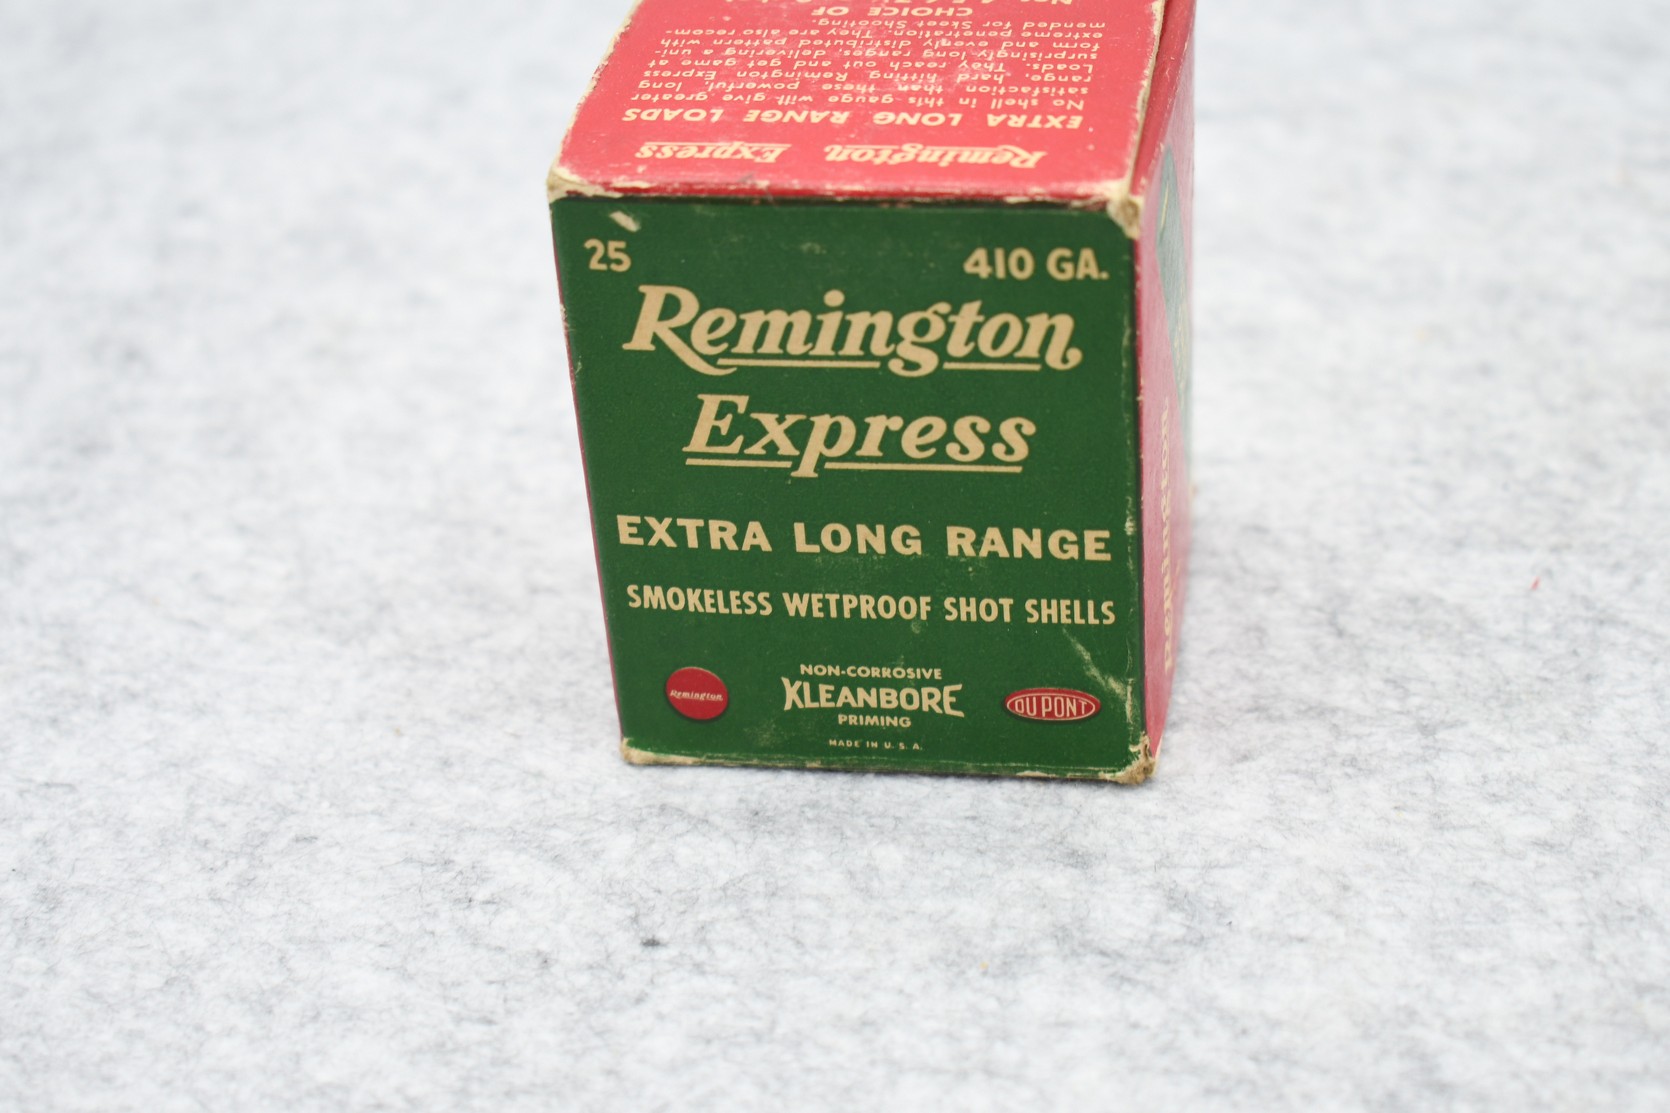 Remington Express
EXTRA LONG RANGE LOADS
No shell in this gauge will give greater
satisfaction than these powerful, long
range, hard hitting Remington Express
Loads. They reach out and get game at
surprisingly long ranges, delivering a uni-
form and evenly distributed pattern with
extreme penetration. They are also recom-
mended for Skeet Shooting.
CHOICE OF
25
410 GA.
Remington
Express
EXTRA LONG RANGE
SMOKELESS WETPROOF SHOT SHELLS
Remington
NON-CORROSIVE
KLEANBORE
PRIMING
DU PONT
MADE IN U. S. A.
Remington